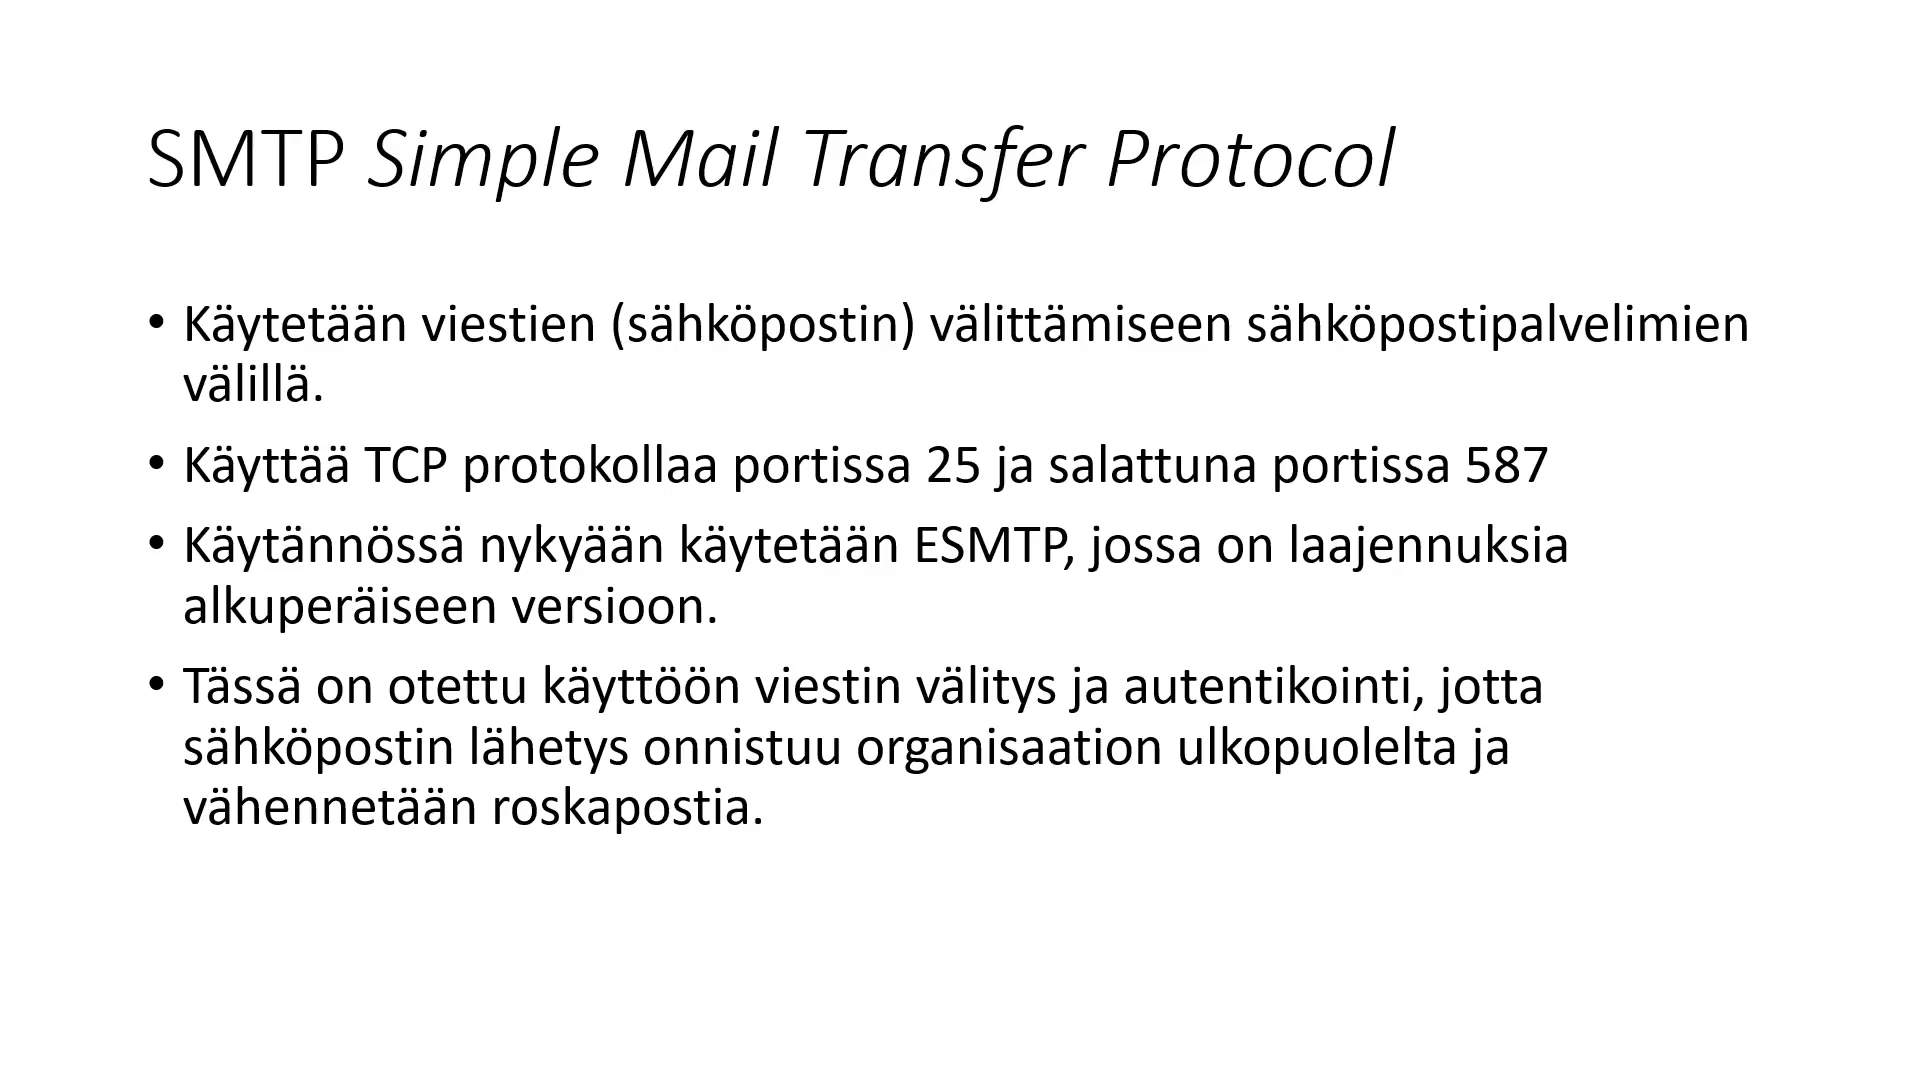 SMTP Simple Mail Transfer Protocol
• Käytetään viestien (sähköpostin) välittämiseen sähköpostipalvelimien
välillä.
• Käyttää TCP protokollaa portissa 25 ja salattuna portissa 587
• Käytännössä nykyään käytetään ESMTP, jossa on laajennuksia
alkuperäiseen versioon.
• Tässä on otettu käyttöön viestin välitys ja autentikointi, jotta
sähköpostin lähetys onnistuu organisaation ulkopuolelta ja
vähennetään roskapostia.